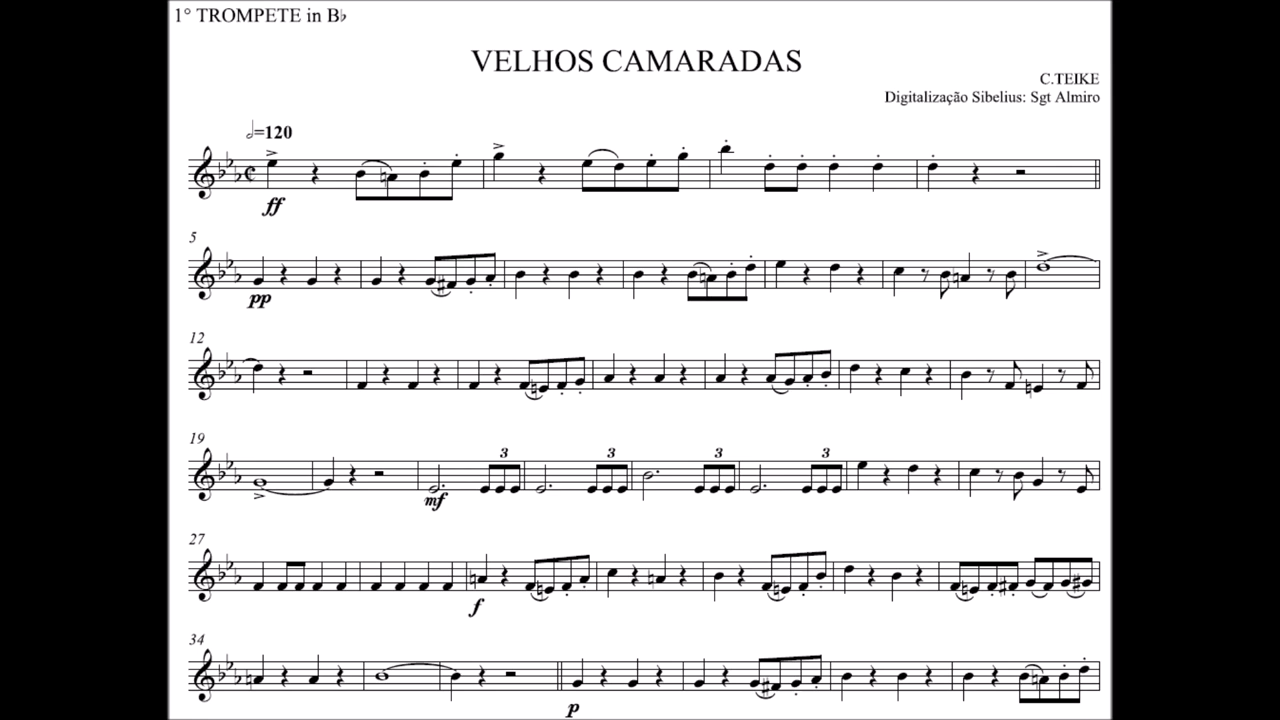 1° TROMPETE in B♭
VELHOS CAMARADAS
C.TEIKE
Digitalização Sibelius: Sgt Almiro
𝅗𝅥=120
ff
5
pp
12
19
3 3 3 3
mf
27
f
34
p